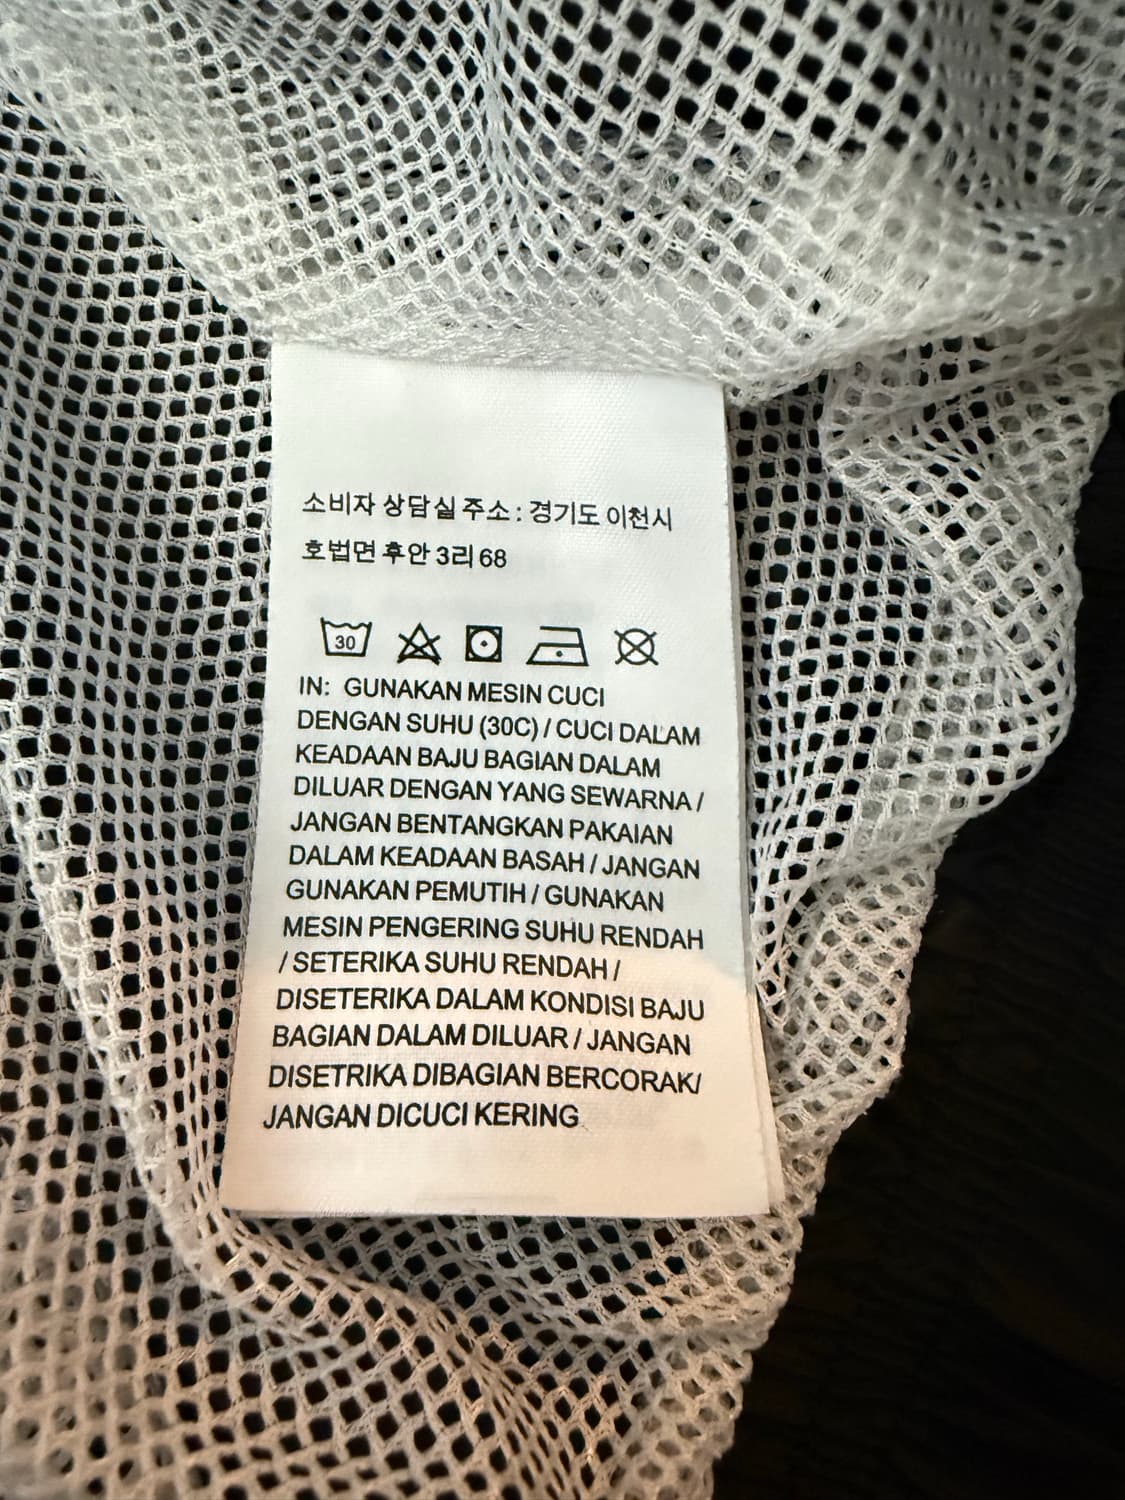 소비자 상담실 주소 : 경기도 이천시
호법면 후안 3리 68
30
IN: GUNAKAN MESIN CUCI
DENGAN SUHU (30C) / CUCI DALAM
KEADAAN BAJU BAGIAN DALAM
DILUAR DENGAN YANG SEWARNA /
JANGAN BENTANGKAN PAKAIAN
DALAM KEADAAN BASAH / JANGAN
GUNAKAN PEMUTIH / GUNAKAN
MESIN PENGERING SUHU RENDAH
/ SETERIKA SUHU RENDAH /
DISETERIKA DALAM KONDISI BAJU
BAGIAN DALAM DILUAR / JANGAN
DISETRIKA DIBAGIAN BERCORAK/
JANGAN DICUCI KERING